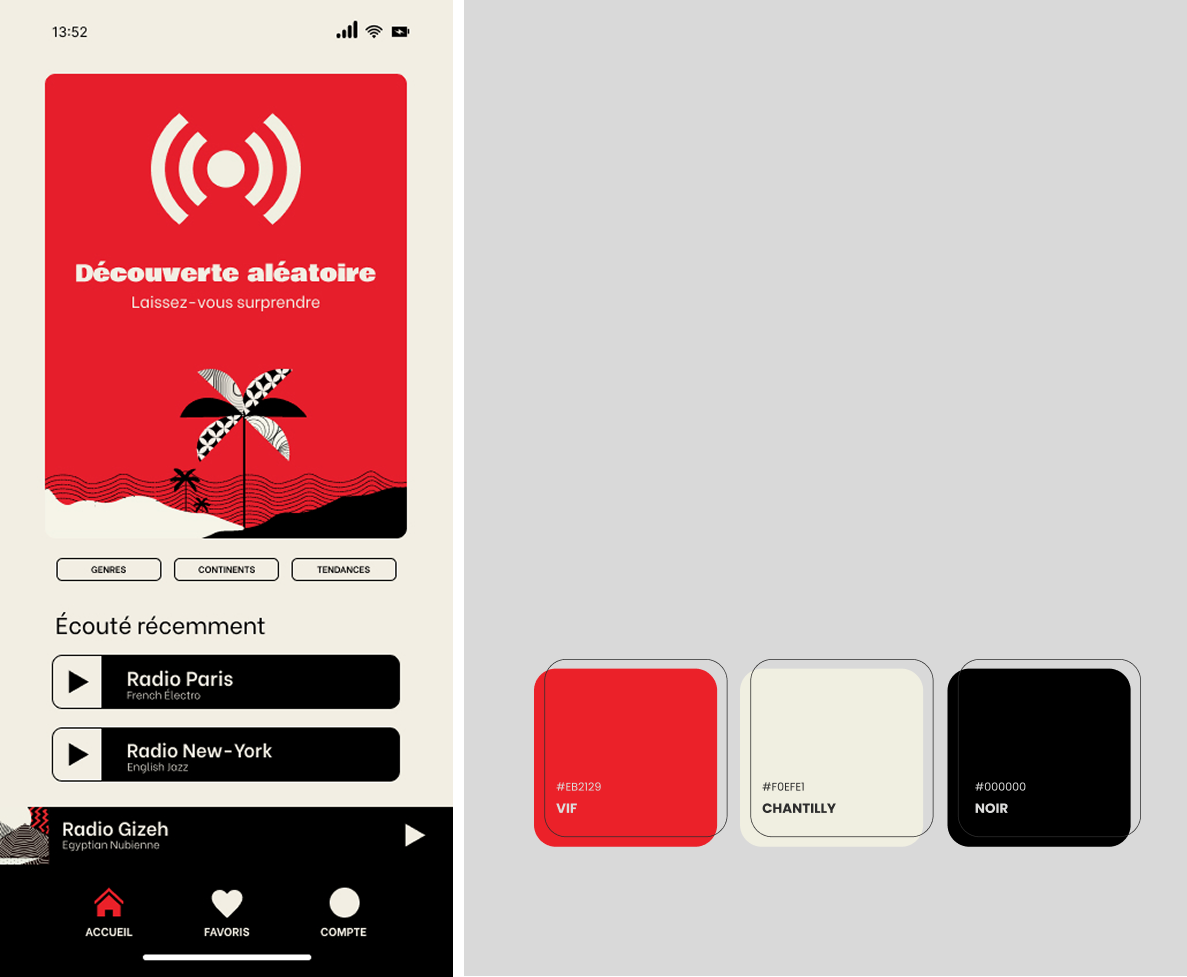 13:52
Découverte aléatoire
Laissez-vous surprendre
GENRES
CONTINENTS
TENDANCES
Écouté récemment
Radio Paris
French Électro
Radio New-York
English Jazz
Radio Gizeh
Egyptian Nubienne
ACCUEIL
FAVORIS
COMPTE
#EB2129
VIF
#F0EFE1
CHANTILLY
#000000
NOIR